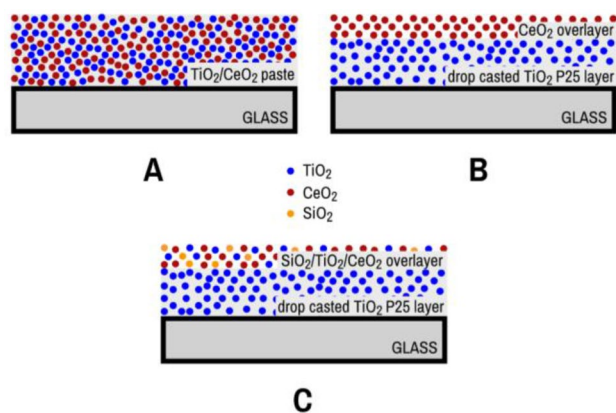 TiO₂/CeO₂ paste
GLASS
A
CeO₂ overlayer
drop casted TiO₂ P25 layer
GLASS
B
TiO₂
CeO₂
SiO₂
SiO₂/TiO₂/CeO₂ overlayer
drop casted TiO₂ P25 layer
GLASS
C